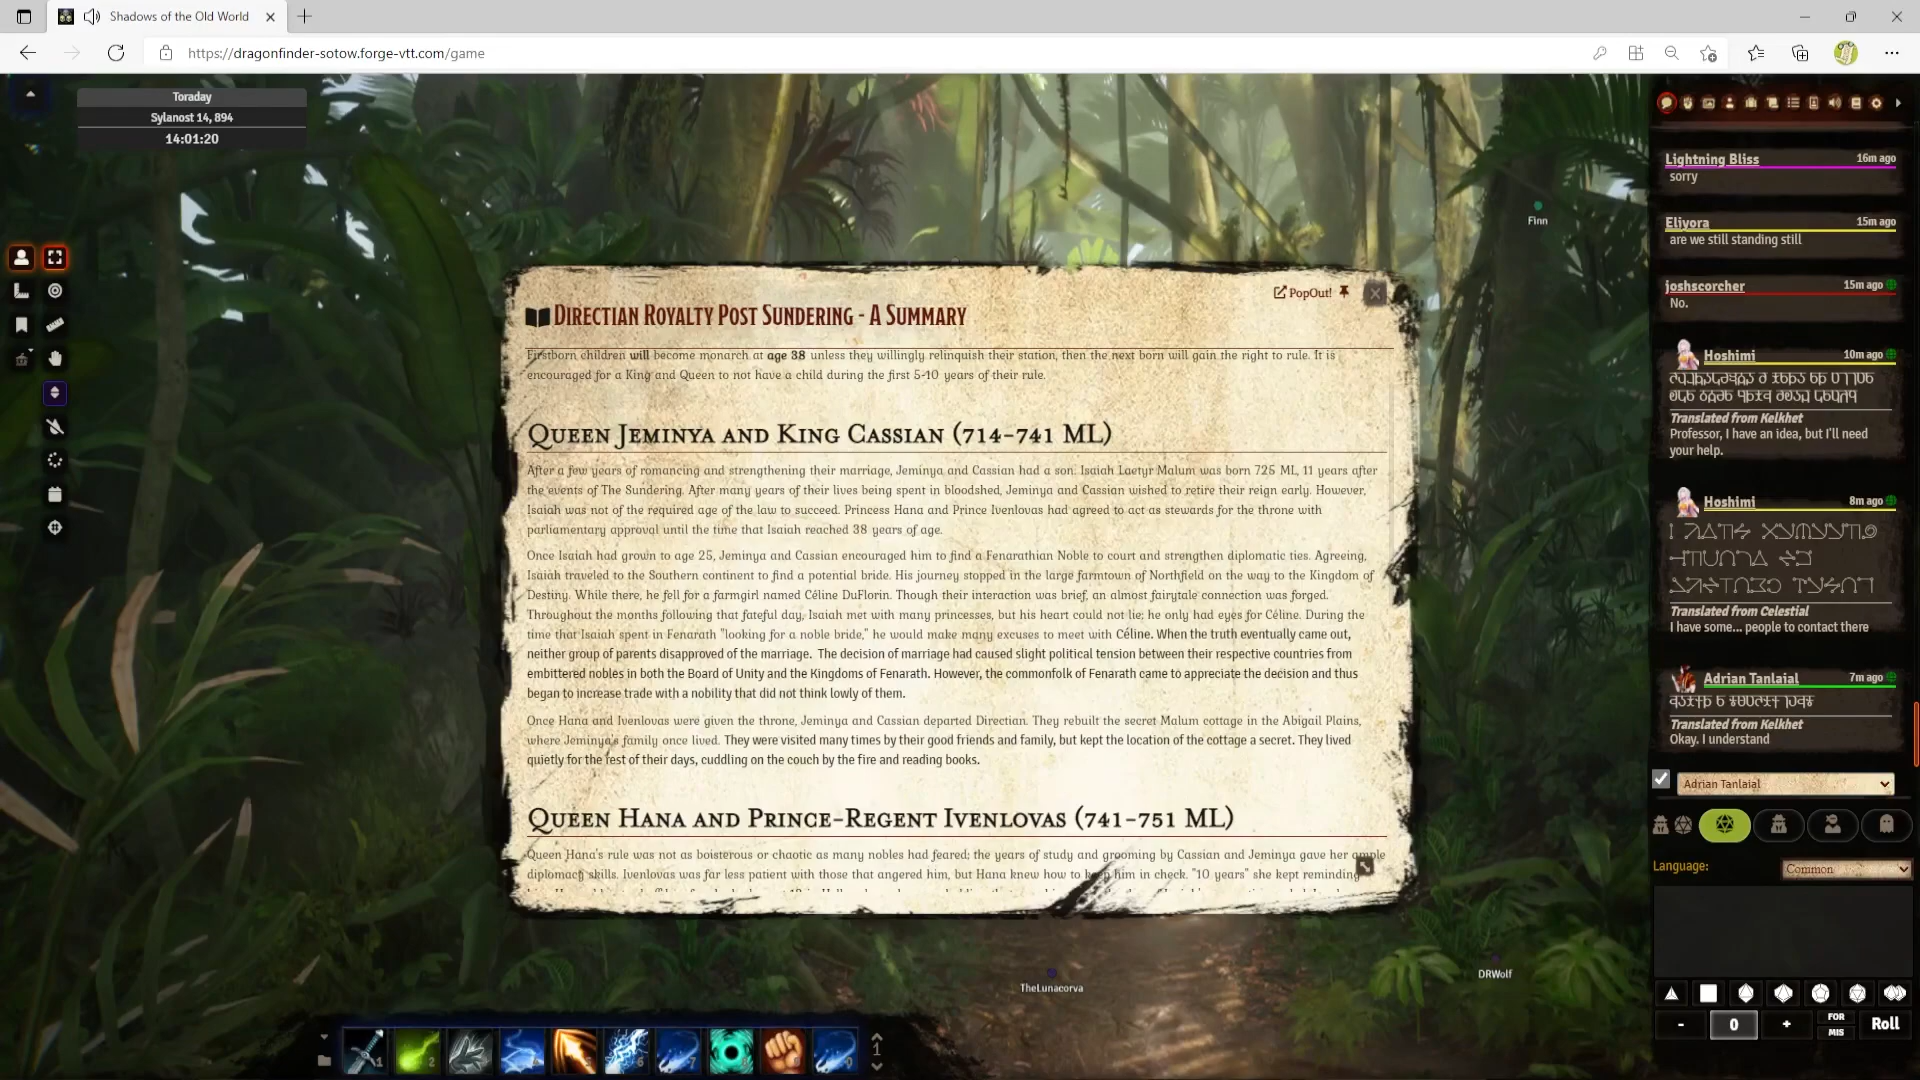 Shadows of the Old World
https://dragonfinder-sotow.forge-vtt.com/game
Toraday
Sylanost 14, 894
14:01:20
Finn
PopOut!
Directian Royalty Post Sundering - A Summary
Firstborn children will become monarch at age 38 unless they willingly relinquish their station, then the next born will gain the right to rule. It is
encouraged for a King and Queen to not have a child during the first 5-10 years of their rule.
Queen Jeminya and King Cassian (714-741 ML)
After a few years of romancing and strengthening their marriage, Jeminya and Cassian had a son. Isaiah Laetyr Malum was born 725 ML, 11 years after
the events of The Sundering. After many years of their lives being spent in bloodshed, Jeminya and Cassian wished to retire their reign early. However,
Isaiah was not of the required age of the law to succeed. Princess Hana and Prince Ivenlovas had agreed to act as stewards for the throne with
parliamentary approval until the time that Isaiah reached 38 years of age.
Once Isaiah had grown to age 25, Jeminya and Cassian encouraged him to find a Fenarathian Noble to court and strengthen diplomatic ties. Agreeing,
Isaiah traveled to the Southern continent to find a potential bride. His journey stopped in the large farmtown of Northfield on the way to the Kingdom of
Destiny. While there, he fell for a farmgirl named Céline DuFlorin. Though their interaction was brief, an almost fairytale connection was forged.
Throughout the months following that fateful day, Isaiah met with many princesses, but his heart could not lie; he only had eyes for Céline. During the
time that Isaiah spent in Fenarath "looking for a noble bride," he would make many excuses to meet with Céline. When the truth eventually came out,
neither group of parents disapproved of the marriage. The decision of marriage had caused slight political tension between their respective countries from
embittered nobles in both the Board of Unity and the Kingdoms of Fenarath. However, the commonfolk of Fenarath came to appreciate the decision and thus
began to increase trade with a nobility that did not think lowly of them.
Once Hana and Ivenlovas were given the throne, Jeminya and Cassian departed Direction. They rebuilt the secret Malum cottage in the Abigail Plains,
where Jeminya's family once lived. They were visited many times by their good friends and family, but kept the location of the cottage a secret. They lived
quietly for the rest of their days, cuddling on the couch by the fire and reading books.
Queen Hana and Prince-Regent Ivenlovas (741-751 ML)
Queen Hana's rule was not as boisterous or chaotic as many nobles had feared; the years of study and grooming by Cassian and Jeminya gave her ample
diplomacy skills. Ivenlovas was far less patient with those that angered him, but Hana knew how to keep him in check. "10 years" she kept reminding
TheLunacorva
DRWolf
1 2 6 7 0
1
Lightning Bliss 16m ago
sorry
Eliyora 15m ago
are we still standing still
joshscorcher 15m ago
No.
Hoshimi 10m ago
Translated from Kelkhet
Professor, I have an idea, but I'll need
your help.
Hoshimi 8m ago
Translated from Celestial
I have some... people to contact there
Adrian Tanlaial 7m ago
Translated from Kelkhet
Okay. I understand
Adrian Tanlaial
Language: Common
- 0 + FOR MIS Roll